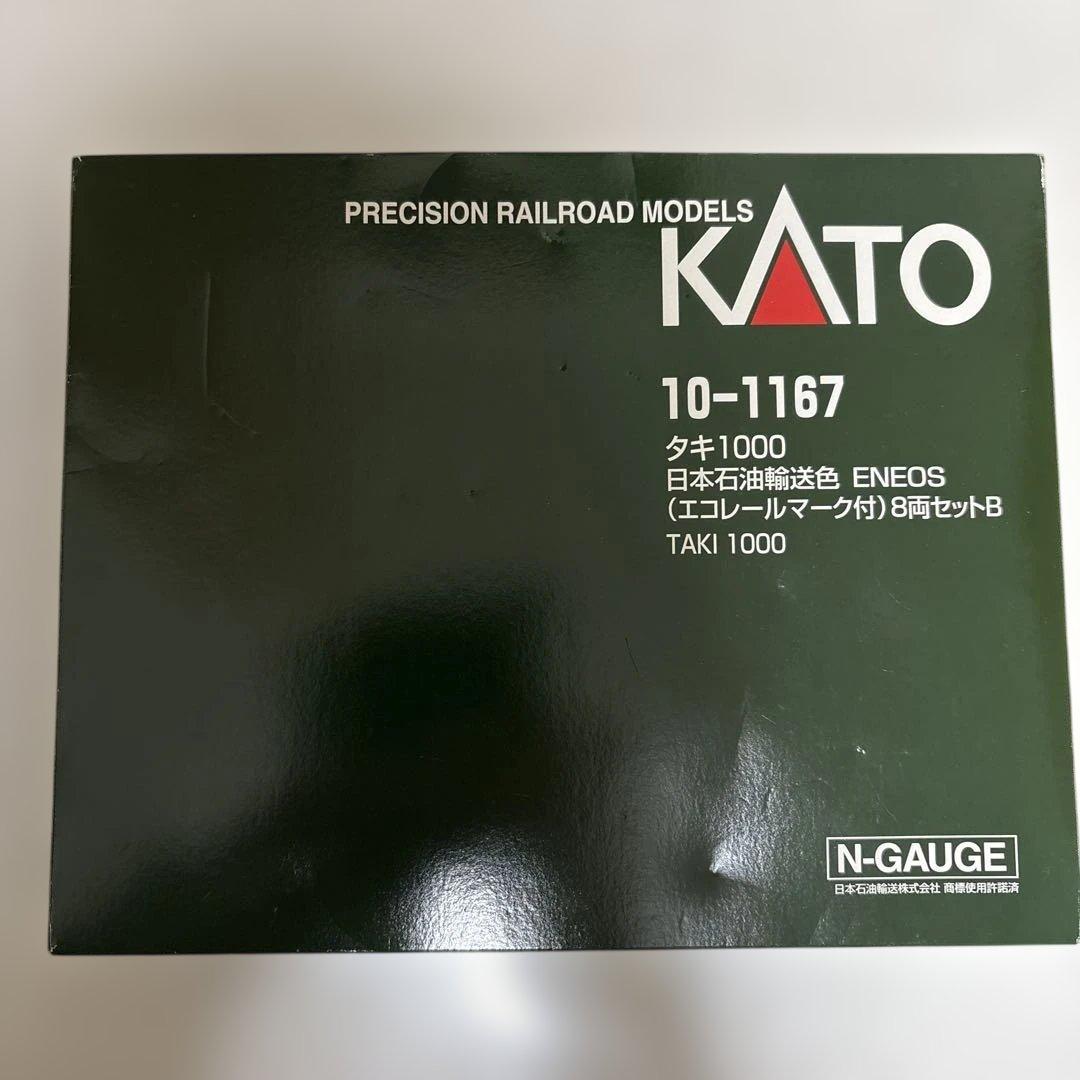 PRECISION RAILROAD MODELS
KATO
10-1167
タキ1000
日本石油輸送色 ENEOS
(エコレールマーク付)8両セットB
TAKI 1000
N-GAUGE
日本石油輸送株式会社 商標使用許諾済